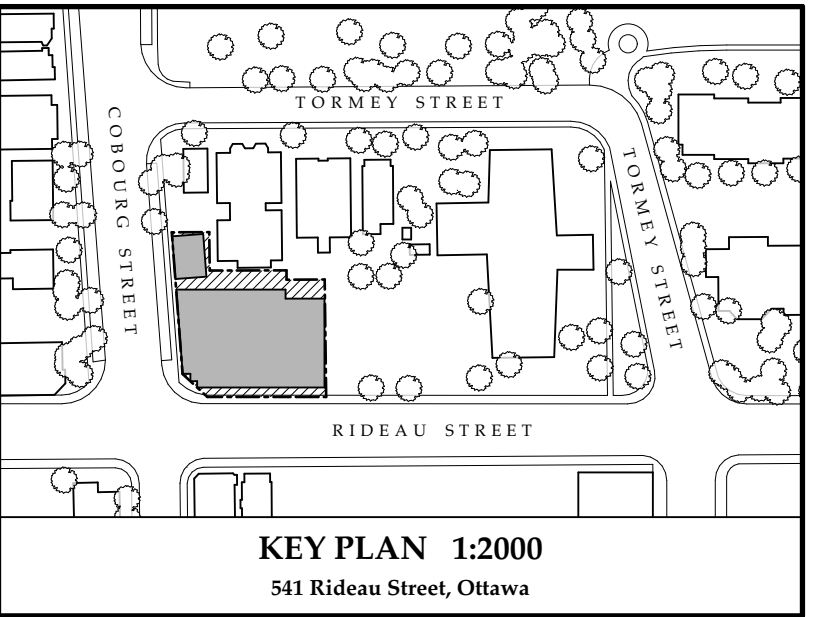 TORMEY STREET
COBOURG STREET
TORMEY STREET
RIDEAU STREET
KEY PLAN 1:2000
541 Rideau Street, Ottawa